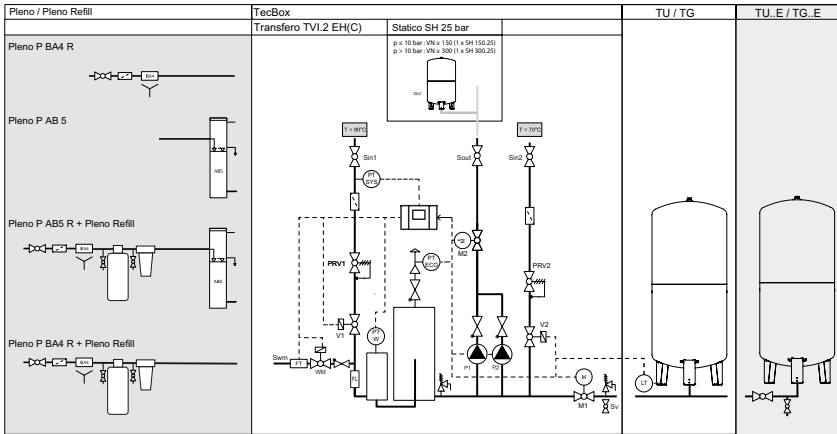 Pleno / Pleno Refill
TecBox
TU / TG
TU..E / TG..E
Transfero TVI.2 EH(C)
Statico SH 25 bar
p ≤ 10 bar : VN ≥ 150 (1 x SH 150.25)
p > 10 bar : VN ≥ 300 (1 x SH 300.25)
Pleno P BA4 R
BA4
T < 90°C
T < 70°C
Pleno P AB 5
AB5
Sin1
Sout
Sin2
PT
SYS
Pleno P AB5 R + Pleno Refill
BA4
M2
PT
ECO
PRV1
PRV2
V1
PT
W
V2
Pleno P BA4 R + Pleno Refill
BA4
Swm
FT
WM
FL
P1
P2
M
M1
Sv
LT